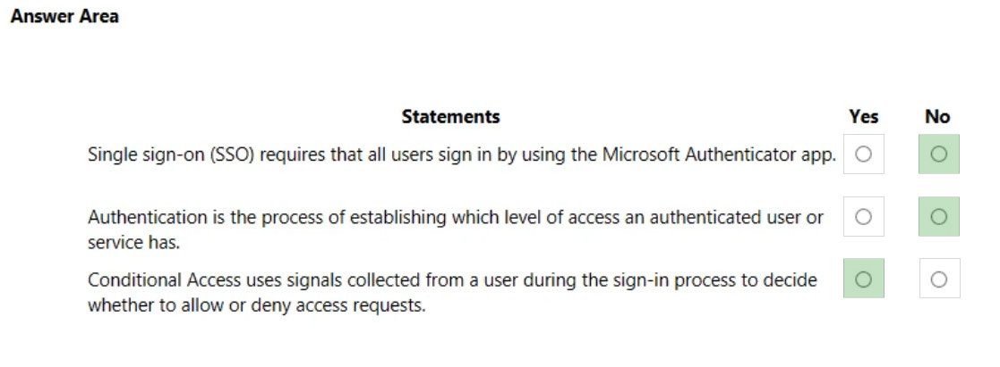 Answer Area
Statements Yes No
Single sign-on (SSO) requires that all users sign in by using the Microsoft Authenticator app.
Authentication is the process of establishing which level of access an authenticated user or
service has.
Conditional Access uses signals collected from a user during the sign-in process to decide
whether to allow or deny access requests.